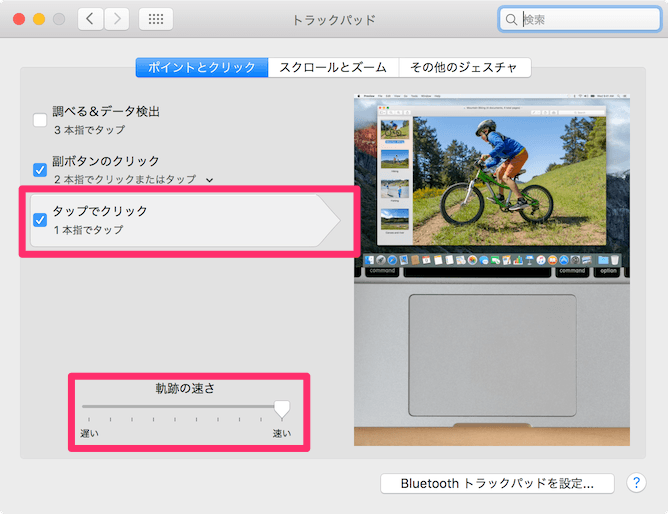 トラックパッド
検索
ポイントとクリック
スクロールとズーム
その他のジェスチャ
調べる＆データ検出
3 本指でタップ
副ボタンのクリック
2 本指でクリックまたはタップ
タップでクリック
1 本指でタップ
command
command
option
軌跡の速さ
遅い
速い
Bluetooth トラックパッドを設定...
?